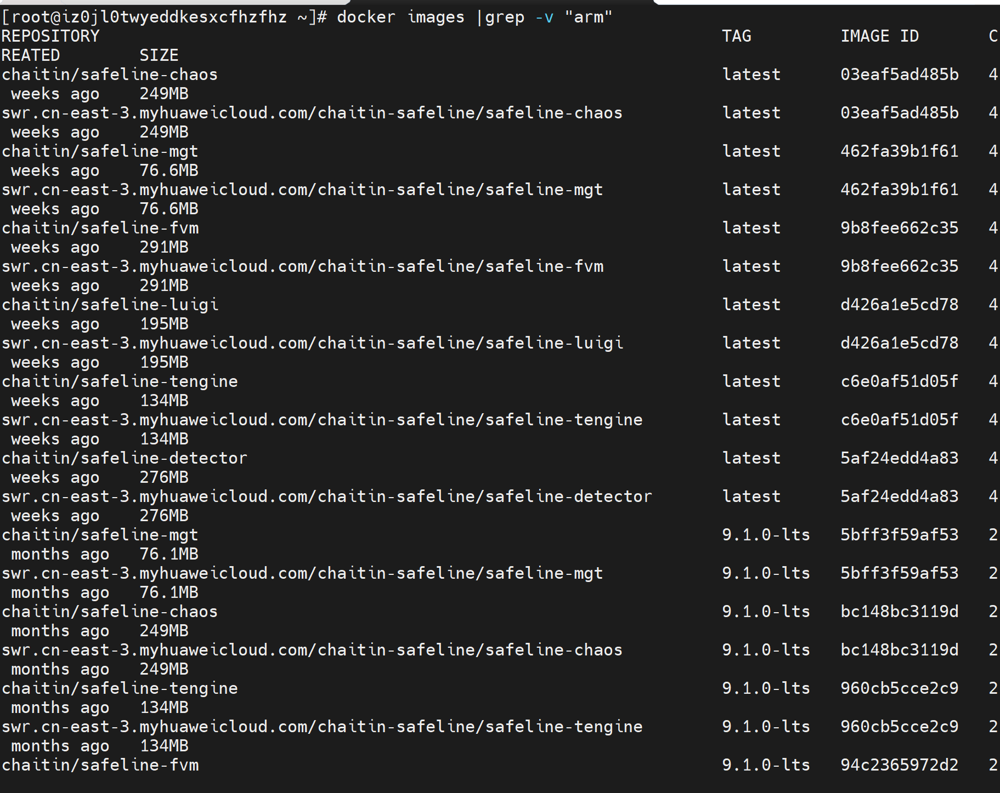 [root@iz0jl0twyeddkesxcfhzfhz ~]# docker images |grep -v "arm"
REPOSITORY TAG IMAGE ID C
REATED SIZE
chaitin/safeline-chaos latest 03eaf5ad485b 4
weeks ago 249MB
swr.cn-east-3.myhuaweicloud.com/chaitin-safeline/safeline-chaos latest 03eaf5ad485b 4
weeks ago 249MB
chaitin/safeline-mgt latest 462fa39b1f61 4
weeks ago 76.6MB
swr.cn-east-3.myhuaweicloud.com/chaitin-safeline/safeline-mgt latest 462fa39b1f61 4
weeks ago 76.6MB
chaitin/safeline-fvm latest 9b8fee662c35 4
weeks ago 291MB
swr.cn-east-3.myhuaweicloud.com/chaitin-safeline/safeline-fvm latest 9b8fee662c35 4
weeks ago 291MB
chaitin/safeline-luigi latest d426a1e5cd78 4
weeks ago 195MB
swr.cn-east-3.myhuaweicloud.com/chaitin-safeline/safeline-luigi latest d426a1e5cd78 4
weeks ago 195MB
chaitin/safeline-tengine latest c6e0af51d05f 4
weeks ago 134MB
swr.cn-east-3.myhuaweicloud.com/chaitin-safeline/safeline-tengine latest c6e0af51d05f 4
weeks ago 134MB
chaitin/safeline-detector latest 5af24edd4a83 4
weeks ago 276MB
swr.cn-east-3.myhuaweicloud.com/chaitin-safeline/safeline-detector latest 5af24edd4a83 4
weeks ago 276MB
chaitin/safeline-mgt 9.1.0-lts 5bff3f59af53 2
months ago 76.1MB
swr.cn-east-3.myhuaweicloud.com/chaitin-safeline/safeline-mgt 9.1.0-lts 5bff3f59af53 2
months ago 76.1MB
chaitin/safeline-chaos 9.1.0-lts bc148bc3119d 2
months ago 249MB
swr.cn-east-3.myhuaweicloud.com/chaitin-safeline/safeline-chaos 9.1.0-lts bc148bc3119d 2
months ago 249MB
chaitin/safeline-tengine 9.1.0-lts 960cb5cce2c9 2
months ago 134MB
swr.cn-east-3.myhuaweicloud.com/chaitin-safeline/safeline-tengine 9.1.0-lts 960cb5cce2c9 2
months ago 134MB
chaitin/safeline-fvm 9.1.0-lts 94c2365972d2 2